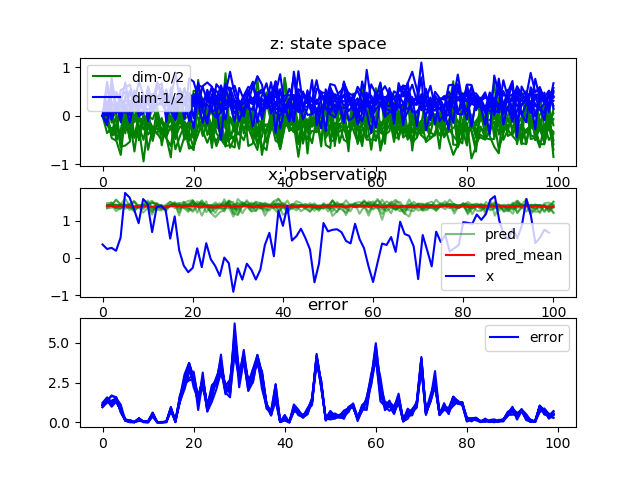 z: state space
1
0
−1
dim-0/2
dim-1/2
0 20 40 60 80 100
x: observation
1
0
−1
pred
pred_mean
x
0 20 40 60 80 100
error
5.0
2.5
0.0
error
0 20 40 60 80 100